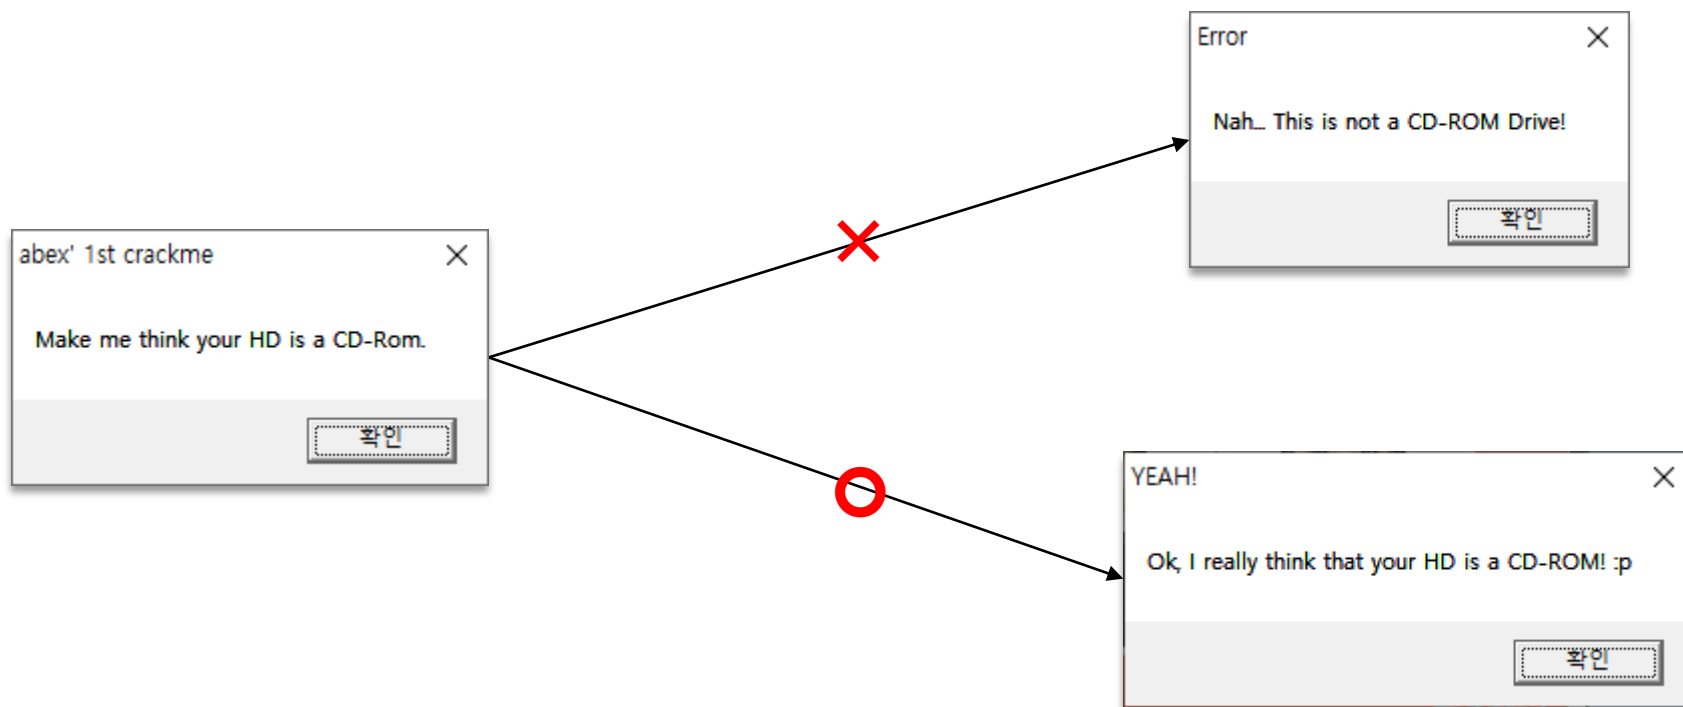 abex' 1st crackme
Make me think your HD is a CD-Rom.
확인
Error
Nah... This is not a CD-ROM Drive!
확인
YEAH!
Ok, I really think that your HD is a CD-ROM! :p
확인